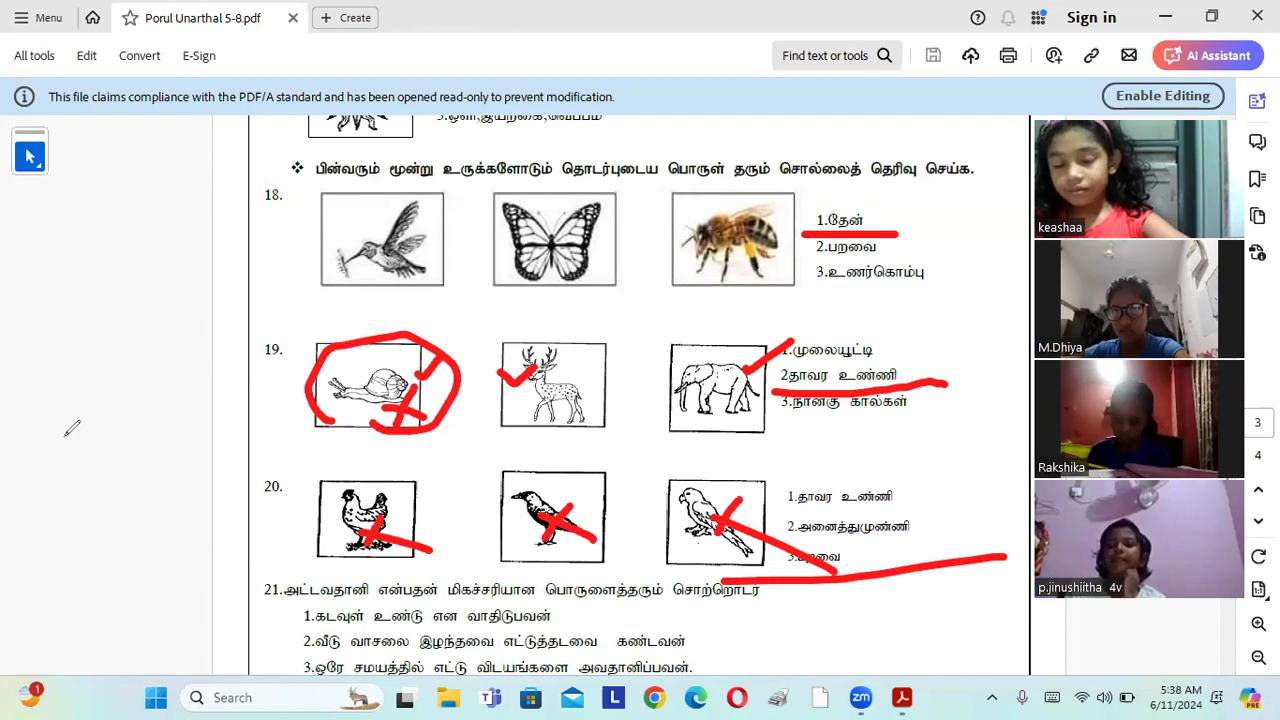 Menu
Porul Unarthal 5-8.pdf
Create
Sign in
All tools Edit Convert E-Sign
Find text or tools
AI Assistant
This file claims compliance with the PDF/A standard and has been opened read-only to prevent modification.
Enable Editing
பின்வரும் மூன்று உருக்களோடும் தொடர்புடைய பொருள் தரும் சொல்லைத் தெரிவு செய்க.
18.
1.தேன்
2.பறவை
3.உணர்கொம்பு
19.
1.முலையூட்டி
2தாவர உண்ணி
3.நான்கு கால்கள்
20.
1.தாவர உண்ணி
2.அனைத்துமுண்ணி
3.பறவை
21.அட்டவதானி என்பதன் மிகச்சரியான பொருளைத்தரும் சொற்றொடர்
1.கடவுள் உண்டு என வாதிடுபவன்
2.வீடு வாசலை இழந்தவை எட்டுத்தடவை கண்டவன்
3.ஒரே சமயத்தில் எட்டு விடயங்களை அவதானிப்பவன்.
keashaa
M.Dhiya
Rakshika
p.jinushiitha 4v
3
4
1
Search
5:38 AM
6/11/2024